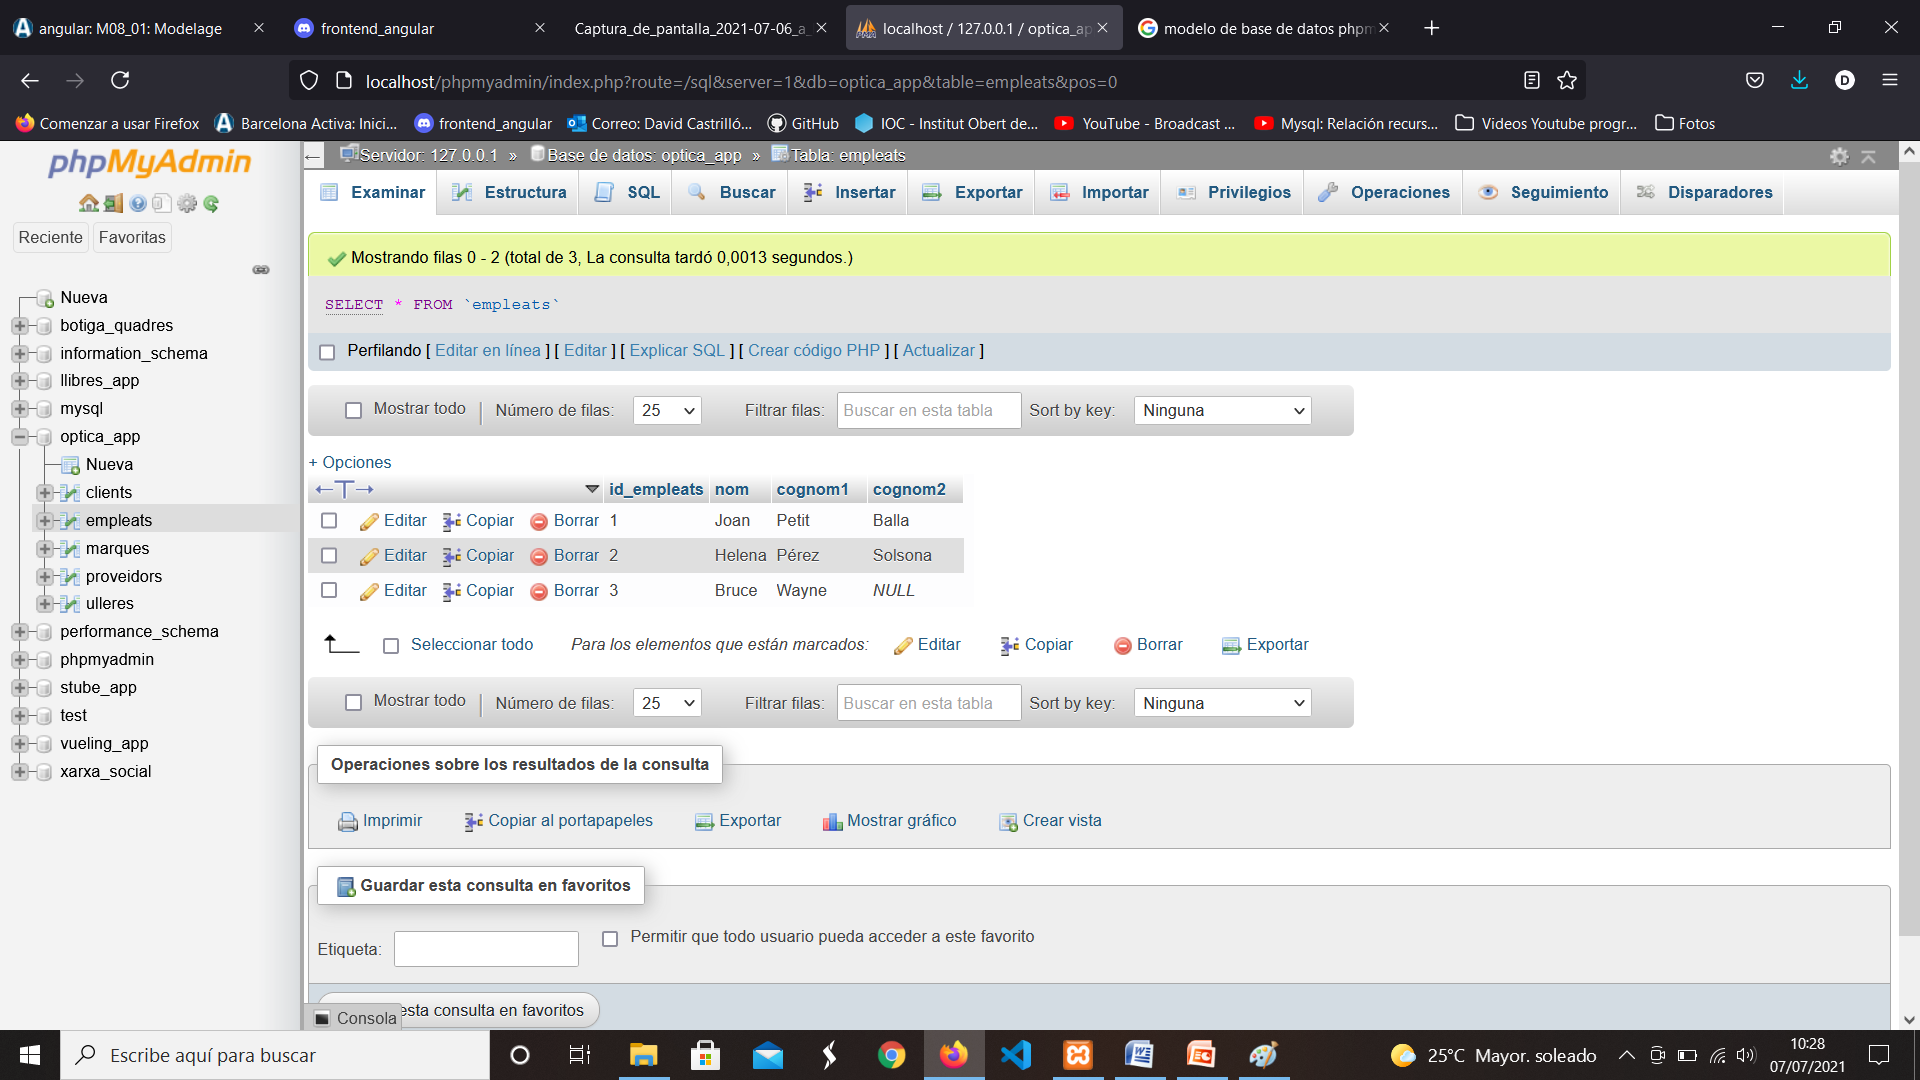 angular: M08_01: Modelage
frontend_angular
Captura_de_pantalla_2021-07-06_a_
localhost / 127.0.0.1 / optica_ap
modelo de base de datos phpm
localhost/phpmyadmin/index.php?route=/sql&server=1&db=optica_app&table=empleats&pos=0
D
Comenzar a usar Firefox
Barcelona Activa: Inici...
frontend_angular
Correo: David Castrilló...
GitHub
IOC - Institut Obert de...
YouTube - Broadcast ...
Mysql: Relación recurs...
Videos Youtube progr...
Fotos
phpMyAdmin
Reciente
Favoritas
Nueva
botiga_quadres
information_schema
llibres_app
mysql
optica_app
Nueva
clients
empleats
marques
proveidors
ulleres
performance_schema
phpmyadmin
stube_app
test
vueling_app
xarxa_social
Servidor: 127.0.0.1 » Base de datos: optica_app » Tabla: empleats
Examinar
Estructura
SQL
Buscar
Insertar
Exportar
Importar
Privilegios
Operaciones
Seguimiento
Disparadores
Mostrando filas 0 - 2 (total de 3, La consulta tardó 0,0013 segundos.)
SELECT * FROM `empleats`
Perfilando [ Editar en línea ] [ Editar ] [ Explicar SQL ] [ Crear código PHP ] [ Actualizar ]
Mostrar todo | Número de filas: 25 Filtrar filas: Buscar en esta tabla Sort by key: Ninguna
+ Opciones
←T→ id_empleats nom cognom1 cognom2
Editar Copiar Borrar 1 Joan Petit Balla
Editar Copiar Borrar 2 Helena Pérez Solsona
Editar Copiar Borrar 3 Bruce Wayne NULL
Seleccionar todo Para los elementos que están marcados: Editar Copiar Borrar Exportar
Mostrar todo | Número de filas: 25 Filtrar filas: Buscar en esta tabla Sort by key: Ninguna
Operaciones sobre los resultados de la consulta
Imprimir Copiar al portapapeles Exportar Mostrar gráfico Crear vista
Guardar esta consulta en favoritos
Etiqueta: Permitir que todo usuario pueda acceder a este favorito
esta consulta en favoritos
Consola
Escribe aquí para buscar
25°C Mayor. soleado
10:28
07/07/2021